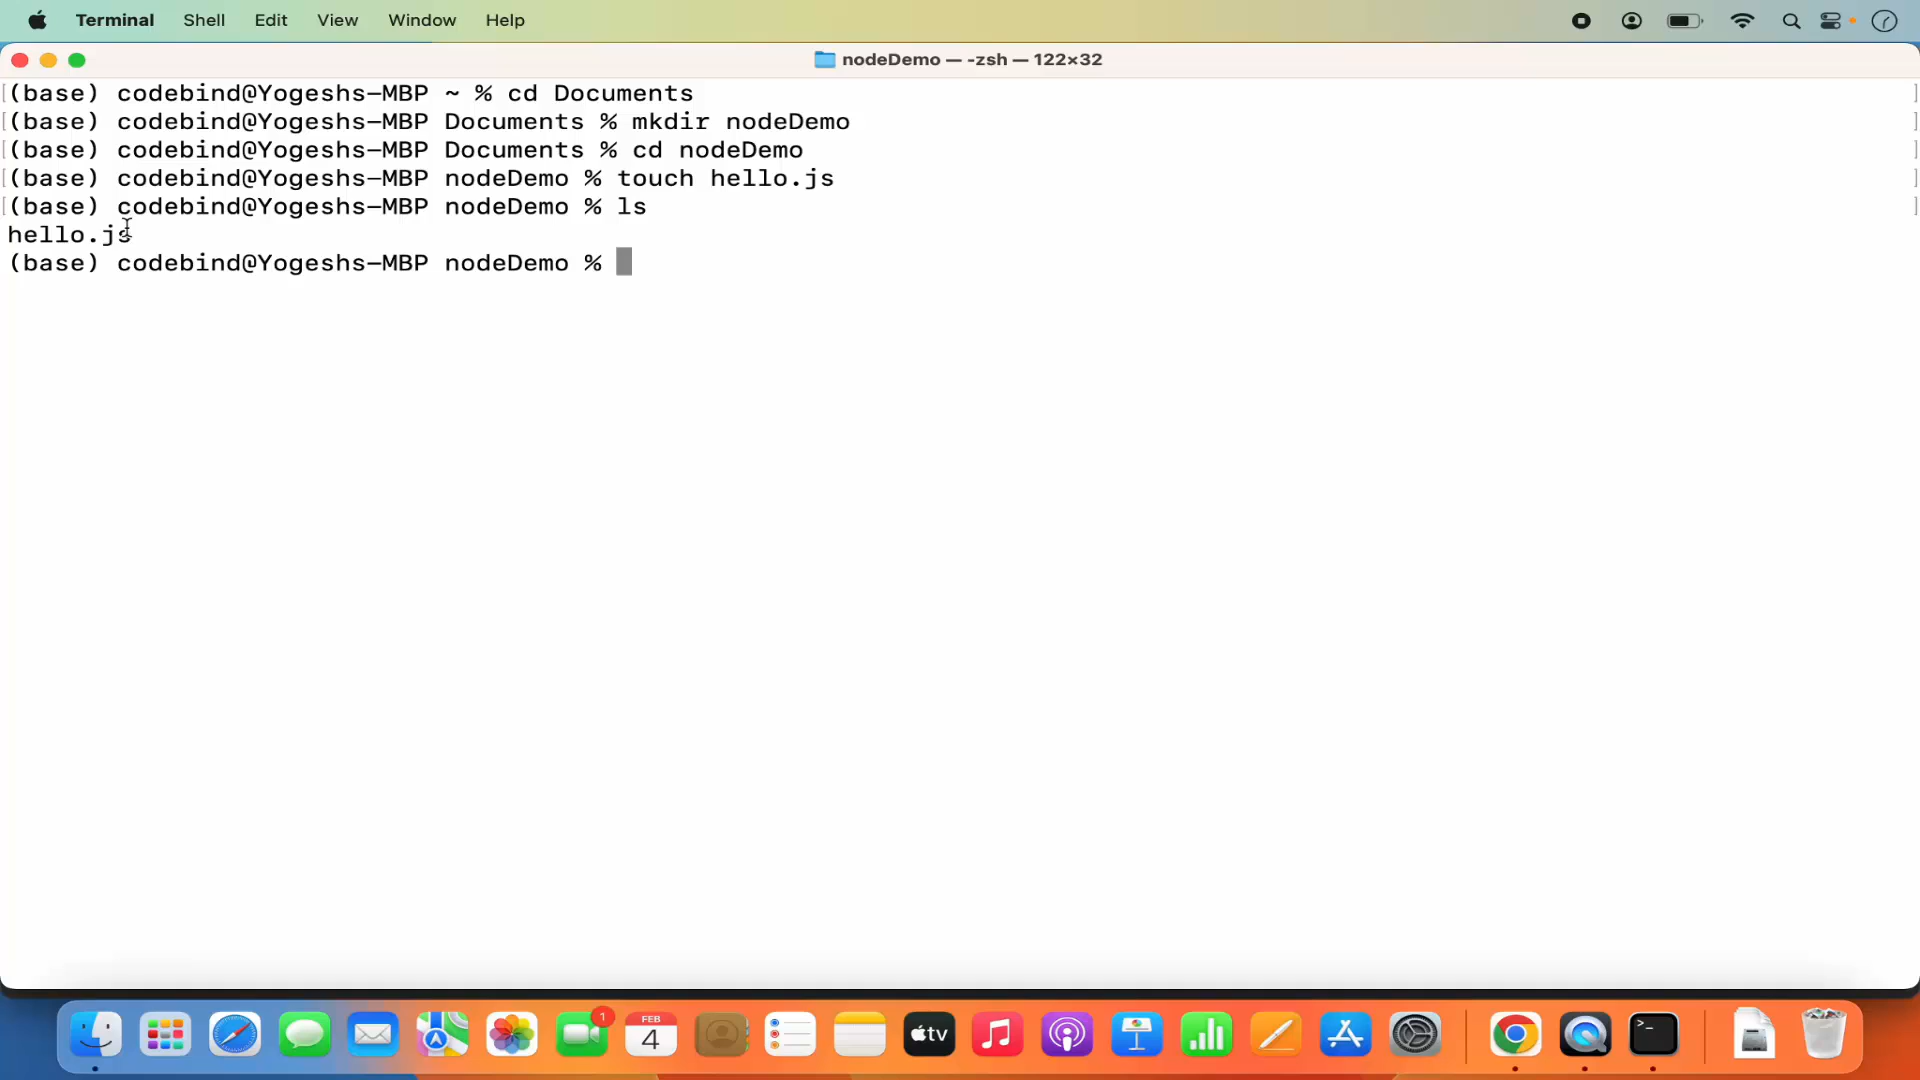 Terminal Shell Edit View Window Help
nodeDemo — -zsh — 122×32
(base) codebind@Yogeshs-MBP ~ % cd Documents
(base) codebind@Yogeshs-MBP Documents % mkdir nodeDemo
(base) codebind@Yogeshs-MBP Documents % cd nodeDemo
(base) codebind@Yogeshs-MBP nodeDemo % touch hello.js
(base) codebind@Yogeshs-MBP nodeDemo % ls
hello.js
(base) codebind@Yogeshs-MBP nodeDemo %
1
FEB
4
tv
>_